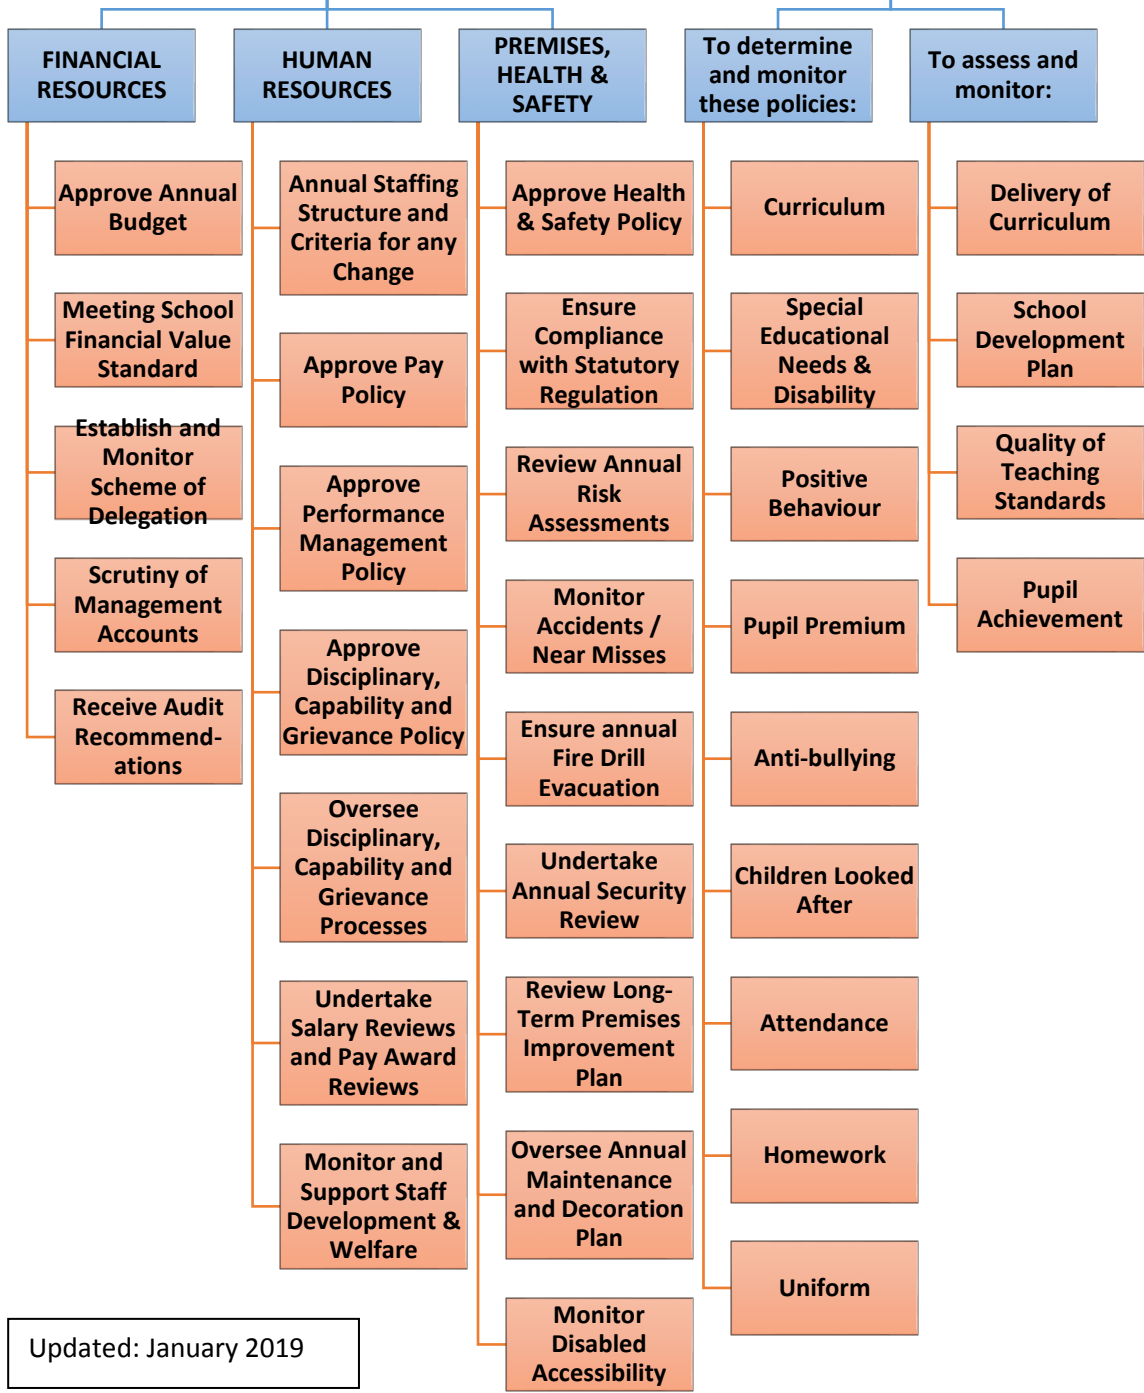 FINANCIAL
RESOURCES
Approve Annual
Budget
Meeting School
Financial Value
Standard
Establish and
Monitor
Scheme of
Delegation
Scrutiny of
Management
Accounts
Receive Audit
Recommend-
ations
HUMAN
RESOURCES
Annual Staffing
Structure and
Criteria for any
Change
Approve Pay
Policy
Approve
Performance
Management
Policy
Approve
Disciplinary,
Capability and
Grievance Policy
Oversee
Disciplinary,
Capability and
Grievance
Processes
Undertake
Salary Reviews
and Pay Award
Reviews
Monitor and
Support Staff
Development &
Welfare
PREMISES,
HEALTH &
SAFETY
Approve Health
& Safety Policy
Ensure
Compliance
with Statutory
Regulation
Review Annual
Risk
Assessments
Monitor
Accidents /
Near Misses
Ensure annual
Fire Drill
Evacuation
Undertake
Annual Security
Review
Review Long-
Term Premises
Improvement
Plan
Oversee Annual
Maintenance
and Decoration
Plan
Monitor
Disabled
Accessibility
To determine
and monitor
these policies:
Curriculum
Special
Educational
Needs &
Disability
Positive
Behaviour
Pupil Premium
Anti-bullying
Children Looked
After
Attendance
Homework
Uniform
To assess and
monitor:
Delivery of
Curriculum
School
Development
Plan
Quality of
Teaching
Standards
Pupil
Achievement
Updated: January 2019